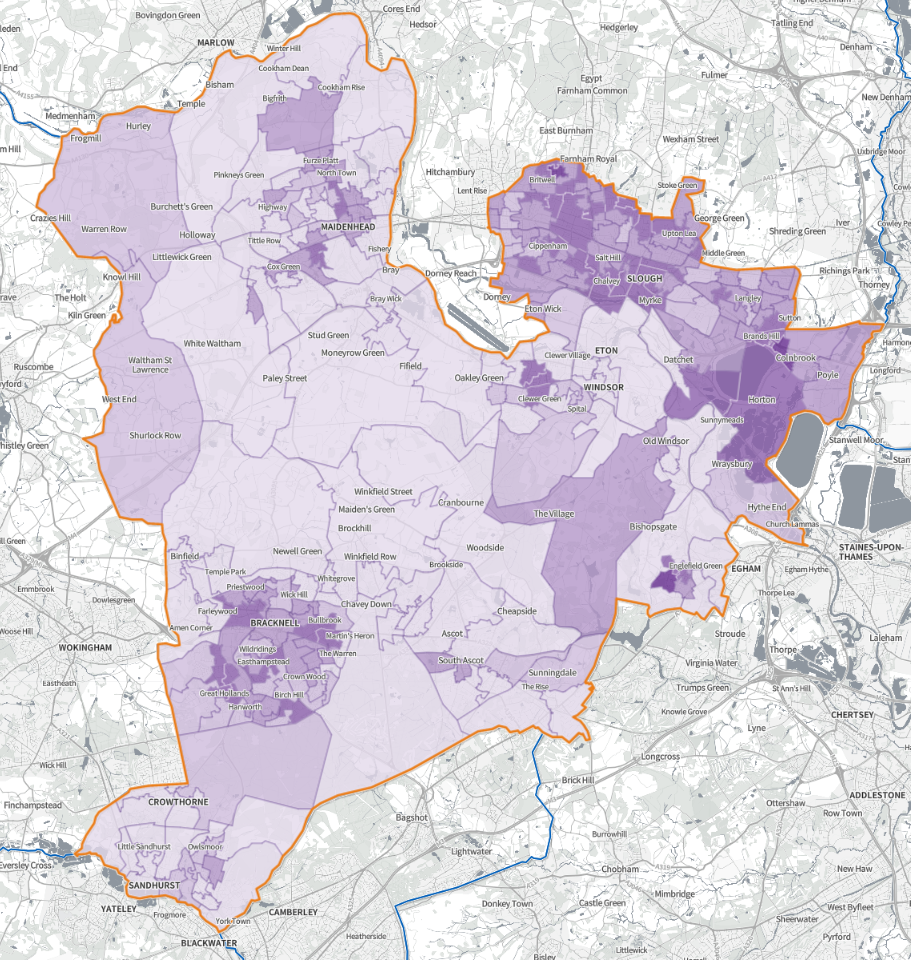 Cores End
Bovingdon Green
Hedsor
Tatling End
Hedgerley
MARLOW
Winter Hill
Denham
Cookham Dean
Fulmer
Egypt
Bisham
Cookham Rise
Farnham Common
Bigfrith
New Denham
Temple
Medmenham
Hurley
East Burnham
Wexham Street
Frogmill
Uxbridge Moor
Farnham Royal
Furze Platt
Hitchambury
North Town
Pinkneys Green
Britwell
Stoke Green
Lent Rise
Burchett's Green
Highway
Crazies Hill
George Green
Iver
Warren Row
MAIDENHEAD
Shreding Green
Holloway
Upton Lea
Tittle Row
Cippenham
Fishery
Middle Green
Littlewick Green
Salt Hill
Cox Green
Bray
Dorney Reach
Richings Park
Knowl Hill
SLOUGH
Chalvey
Thorney
The Holt
Bray Wick
Dorney
Myrke
Langley
Kiln Green
Eton Wick
Sutton
Stud Green
Brands Hill
White Waltham
Moneyrow Green
ETON
Clewer Village
Datchet
Colnbrook
Waltham St
Lawrence
Fifield
Ruscombe
Longford
Poyle
Paley Street
Oakley Green
WINDSOR
West End
Clewer Green
Horton
Spital
Sunnymeads
Shurlock Row
Old Windsor
Stanwell Moor
Wraysbury
Winkfield Street
Cranbourne
Maiden's Green
Hythe End
The Village
Brockhill
Bishopsgate
Church Lammas
Newell Green
Woodside
STAINES-UPON-
THAMES
Binfield
Winkfield Row
Brookside
Englefield Green
EGHAM
Egham Hythe
Temple Park
Whitegrove
Emmbrook
Priestwood
Wick Hill
Thorpe Lea
Dowlesgreen
Chavey Down
Farleywood
Cheapside
Bullbrook
BRACKNELL
Amen Corner
Martin's Heron
Ascot
Stroude
Laleham
WOKINGHAM
Wildridings
The Warren
Thorpe
Easthampstead
South Ascot
Virginia Water
Crown Wood
Sunningdale
Eastheath
The Rise
Trumps Green
St Ann's Hill
Great Hollands
Birch Hill
Hanworth
Knowle Grove
CHERTSEY
Lyne
Longcross
Wick Hill
Brick Hill
ADDLESTONE
Finchampstead
CROWTHORNE
Ottershaw
Row Town
Bagshot
Burrowhill
Little Sandhurst
Owlsmoor
Lightwater
Eversley Cross
Chobham
New Haw
SANDHURST
Mimbridge
Donkey Town
Castle Green
West Byfleet
YATELEY
CAMBERLEY
Frogmore
York Town
Sheerwater
Heatherside
Pyrford
BLACKWATER
Littlewick
Bisley